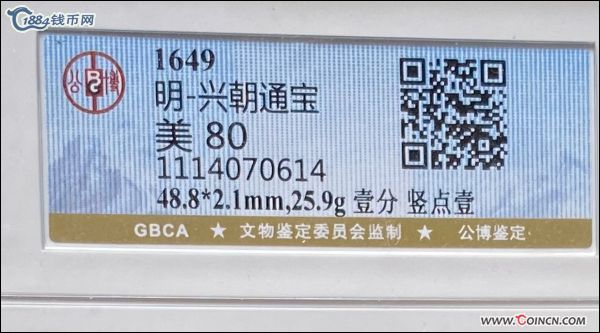 1884钱币网
1649
公 博
明-兴朝通宝
美 80
1114070614
48.8*2.1mm,25.9g 壹分 竖点壹
GBCA ★ 文物鉴定委员会监制 ★ 公博鉴定
www.COINCN.com